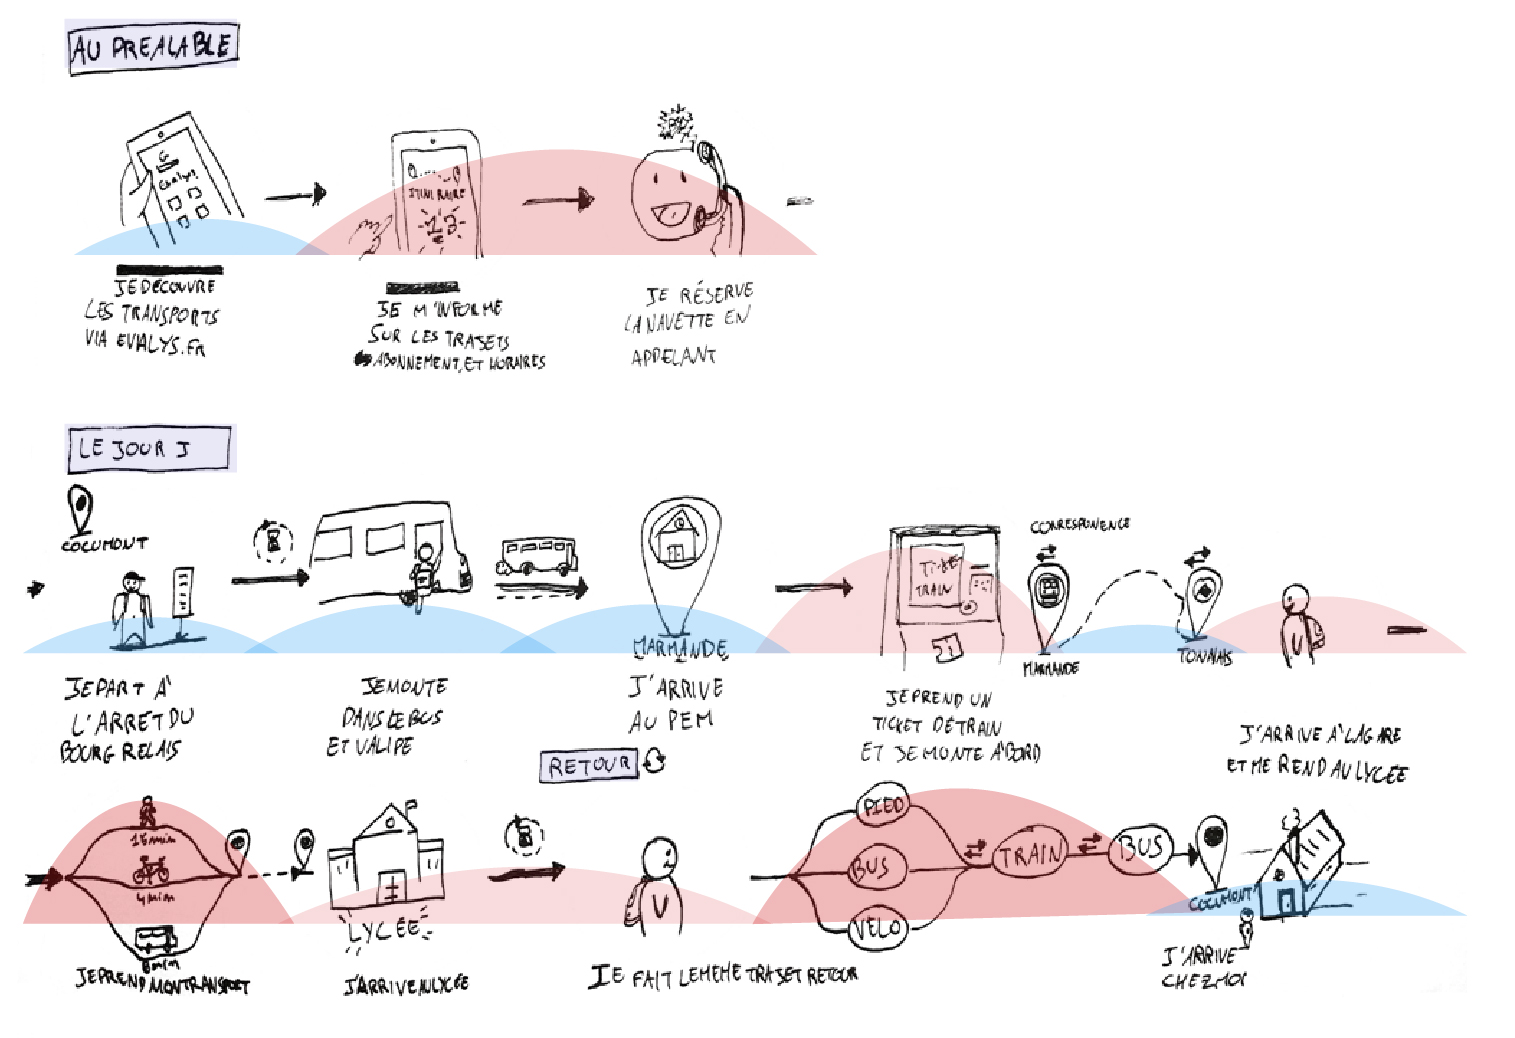 AU PREALABLE
Evalys
ITINERAIRE
JE DECOUVRE
LES TRANSPORTS
VIA EVALYS.FR
JE M'INFORME
SUR LES TRAJETS
ABONNEMENT, ET HORAIRES
JE RÉSERVE
LA NAVETTE EN
APPELANT
LE JOUR J
COCUMONT
JE PART A'
L'ARRET DU
BOURG RELAIS
JE MONTE
DANS LE BUS
ET VALIDE
MARMANDE
J'ARRIVE
AU PEM
TICKET
TRAIN
JE PREND UN
TICKET DE TRAIN
ET JE MONTE A'BORD
CORRESPONENCE
MARMANDE
TONNEINS
J'ARRIVE A'LA GARE
ET ME REND AU LYCÉE
15 min
4 min
8 min
JE PREND MON TRANSPORT
LYCÉE
J'ARRIVE AU LYCÉE
RETOUR
JE FAIT LE MEME TRAJET RETOUR
PIED
BUS
VELO
TRAIN
BUS
COCUMONT
J'ARRIVE
CHEZ MOI